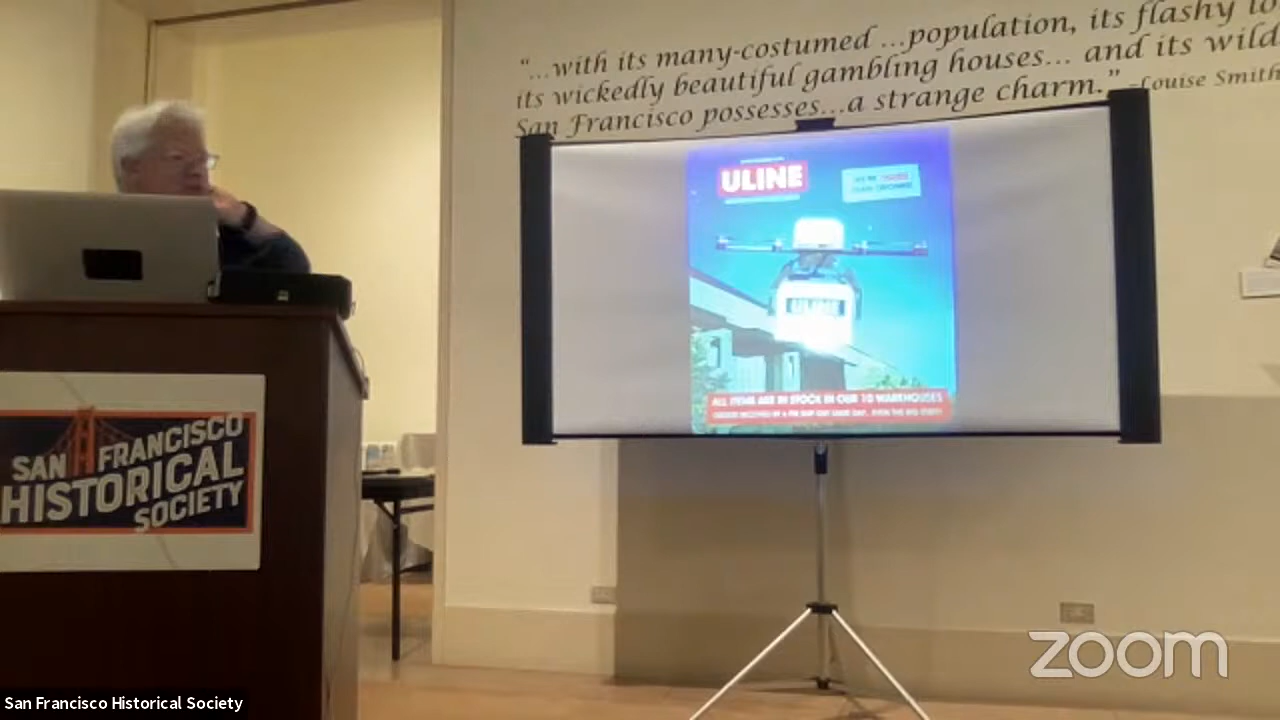 "...with its many-costumed ...population, its flashy
its wickedly beautiful gambling houses... and its wild
San Francisco possesses...a strange charm." -Louise Smith
ULINE
ULINE
ALL ITEMS ARE IN STOCK IN OUR 10 WAREHOUSES
SAN FRANCISCO
HISTORICAL
SOCIETY
zoom
San Francisco Historical Society